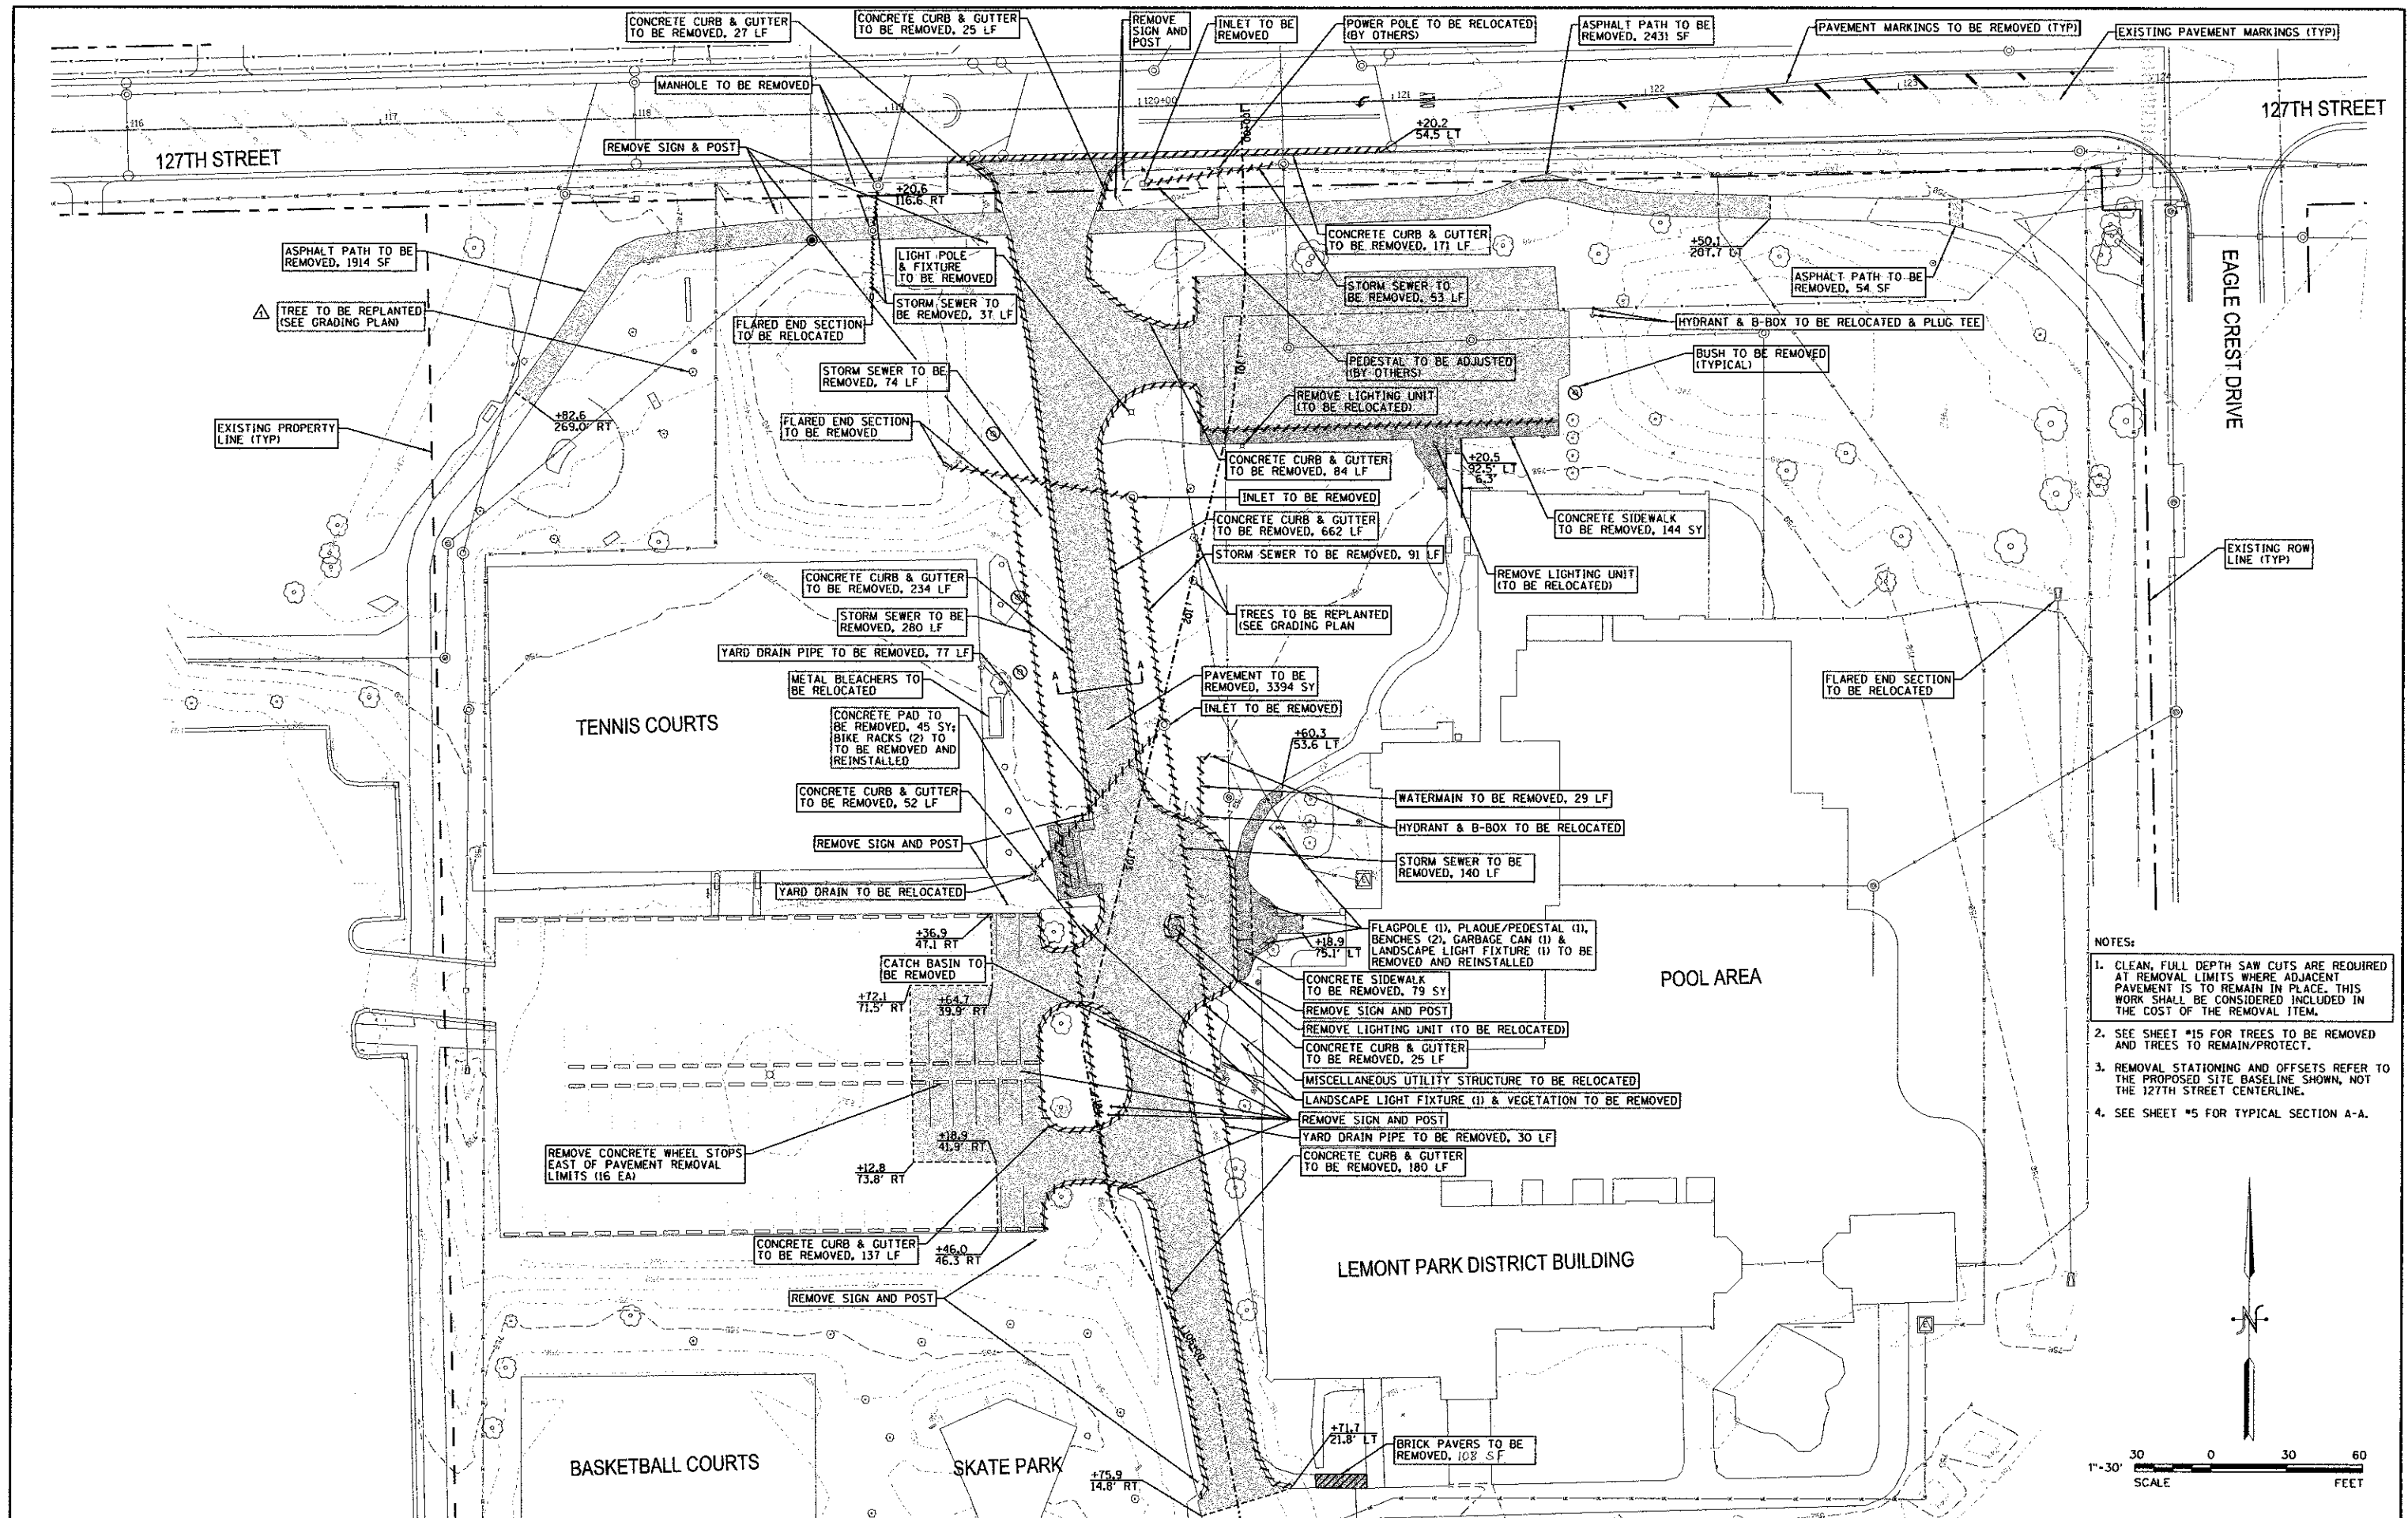 CONCRETE CURB & GUTTER
TO BE REMOVED, 27 LF
CONCRETE CURB & GUTTER
TO BE REMOVED, 25 LF
REMOVE
SIGN AND
POST
INLET TO BE
REMOVED
POWER POLE TO BE RELOCATED
(BY OTHERS)
ASPHALT PATH TO BE
REMOVED, 2431 SF
PAVEMENT MARKINGS TO BE REMOVED (TYP)
EXISTING PAVEMENT MARKINGS (TYP)
MANHOLE TO BE REMOVED
116
117
118
119
120+00
121
122
123
124
127TH STREET
127TH STREET
REMOVE SIGN & POST
+20.2
54.5 LT
100+00
+20.6
116.6 RT
ASPHALT PATH TO BE
REMOVED, 1914 SF
LIGHT POLE
& FIXTURE
TO BE REMOVED
CONCRETE CURB & GUTTER
TO BE REMOVED, 171 LF
+50.1
207.7 LT
ASPHALT PATH TO BE
REMOVED, 54 SF
EAGLE CREST DRIVE
1 TREE TO BE REPLANTED
(SEE GRADING PLAN)
STORM SEWER TO
BE REMOVED, 37 LF
STORM SEWER TO
BE REMOVED, 53 LF
FLARED END SECTION
TO BE RELOCATED
HYDRANT & B-BOX TO BE RELOCATED & PLUG TEE
PEDESTAL TO BE ADJUSTED
(BY OTHERS)
BUSH TO BE REMOVED
(TYPICAL)
101
STORM SEWER TO BE
REMOVED, 74 LF
REMOVE LIGHTING UNIT
(TO BE RELOCATED)
+82.6
269.0' RT
EXISTING PROPERTY
LINE (TYP)
FLARED END SECTION
TO BE REMOVED
CONCRETE CURB & GUTTER
TO BE REMOVED, 84 LF
+20.5
92.5' LT
6.3'
INLET TO BE REMOVED
CONCRETE CURB & GUTTER
TO BE REMOVED, 662 LF
CONCRETE SIDEWALK
TO BE REMOVED, 144 SY
STORM SEWER TO BE REMOVED, 91 LF
EXISTING ROW
LINE (TYP)
CONCRETE CURB & GUTTER
TO BE REMOVED, 234 LF
REMOVE LIGHTING UNIT
(TO BE RELOCATED)
STORM SEWER TO BE
REMOVED, 280 LF
TREES TO BE REPLANTED
(SEE GRADING PLAN
102
YARD DRAIN PIPE TO BE REMOVED, 77 LF
METAL BLEACHERS TO
BE RELOCATED
A A
PAVEMENT TO BE
REMOVED, 3394 SY
FLARED END SECTION
TO BE RELOCATED
TENNIS COURTS
CONCRETE PAD TO
BE REMOVED, 45 SY;
BIKE RACKS (2) TO
TO BE REMOVED AND
REINSTALLED
INLET TO BE REMOVED
+60.3
53.6 LT
CONCRETE CURB & GUTTER
TO BE REMOVED, 52 LF
WATERMAIN TO BE REMOVED, 29 LF
HYDRANT & B-BOX TO BE RELOCATED
REMOVE SIGN AND POST
103
STORM SEWER TO BE
REMOVED, 140 LF
YARD DRAIN TO BE RELOCATED
+36.9
47.1 RT
+18.9
75.1' LT
FLAGPOLE (1), PLAQUE/PEDESTAL (1),
BENCHES (2), GARBAGE CAN (1) &
LANDSCAPE LIGHT FIXTURE (1) TO BE
REMOVED AND REINSTALLED
CATCH BASIN TO
BE REMOVED
POOL AREA
CONCRETE SIDEWALK
TO BE REMOVED, 79 SY
+72.1
71.5' RT
+64.7
39.9' RT
REMOVE SIGN AND POST
REMOVE LIGHTING UNIT (TO BE RELOCATED)
CONCRETE CURB & GUTTER
TO BE REMOVED, 25 LF
MISCELLANEOUS UTILITY STRUCTURE TO BE RELOCATED
LANDSCAPE LIGHT FIXTURE (1) & VEGETATION TO BE REMOVED
104
REMOVE SIGN AND POST
YARD DRAIN PIPE TO BE REMOVED, 30 LF
CONCRETE CURB & GUTTER
TO BE REMOVED, 180 LF
+18.9
41.9' RT
+12.8
73.8' RT
REMOVE CONCRETE WHEEL STOPS
EAST OF PAVEMENT REMOVAL
LIMITS (16 EA)
CONCRETE CURB & GUTTER
TO BE REMOVED, 137 LF
+46.0
46.3 RT
LEMONT PARK DISTRICT BUILDING
REMOVE SIGN AND POST
105+00
BASKETBALL COURTS
SKATE PARK
+75.9
14.8' RT
+71.7
21.8' LT
BRICK PAVERS TO BE
REMOVED, 108 SF
NOTES:
1. CLEAN, FULL DEPTH SAW CUTS ARE REQUIRED
AT REMOVAL LIMITS WHERE ADJACENT
PAVEMENT IS TO REMAIN IN PLACE. THIS
WORK SHALL BE CONSIDERED INCLUDED IN
THE COST OF THE REMOVAL ITEM.
2. SEE SHEET #15 FOR TREES TO BE REMOVED
AND TREES TO REMAIN/PROTECT.
3. REMOVAL STATIONING AND OFFSETS REFER TO
THE PROPOSED SITE BASELINE SHOWN, NOT
THE 127TH STREET CENTERLINE.
4. SEE SHEET #5 FOR TYPICAL SECTION A-A.
N
30 0 30 60
1"=30'
SCALE FEET